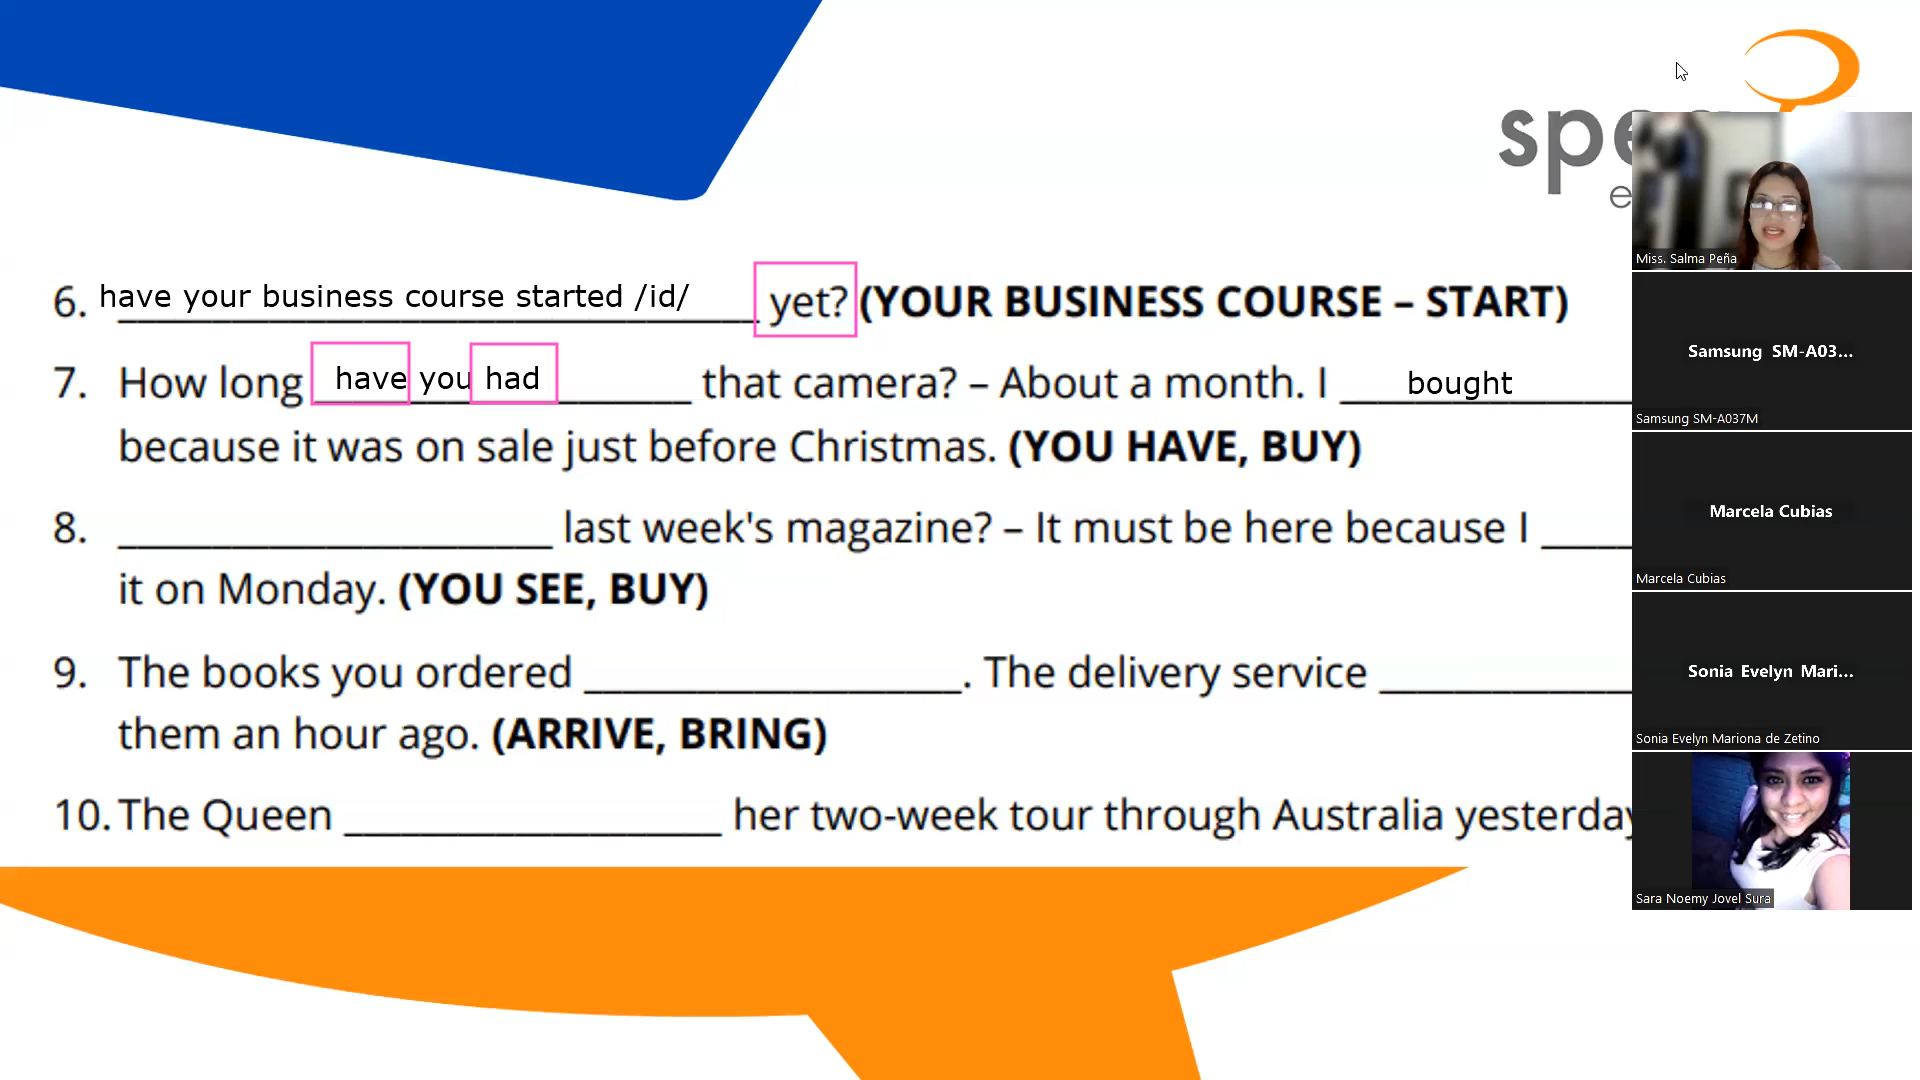 6. have your business course started /id/ yet? (YOUR BUSINESS COURSE – START)
7. How long have you had that camera? – About a month. I bought
because it was on sale just before Christmas. (YOU HAVE, BUY)
8. last week's magazine? – It must be here because I
it on Monday. (YOU SEE, BUY)
9. The books you ordered . The delivery service
them an hour ago. (ARRIVE, BRING)
10. The Queen her two-week tour through Australia yesterday
Miss. Salma Peña
Samsung SM-A03...
Samsung SM-A037M
Marcela Cubias
Marcela Cubias
Sonia Evelyn Mari...
Sonia Evelyn Mariona de Zetino
Sara Noemy Jovel Sura